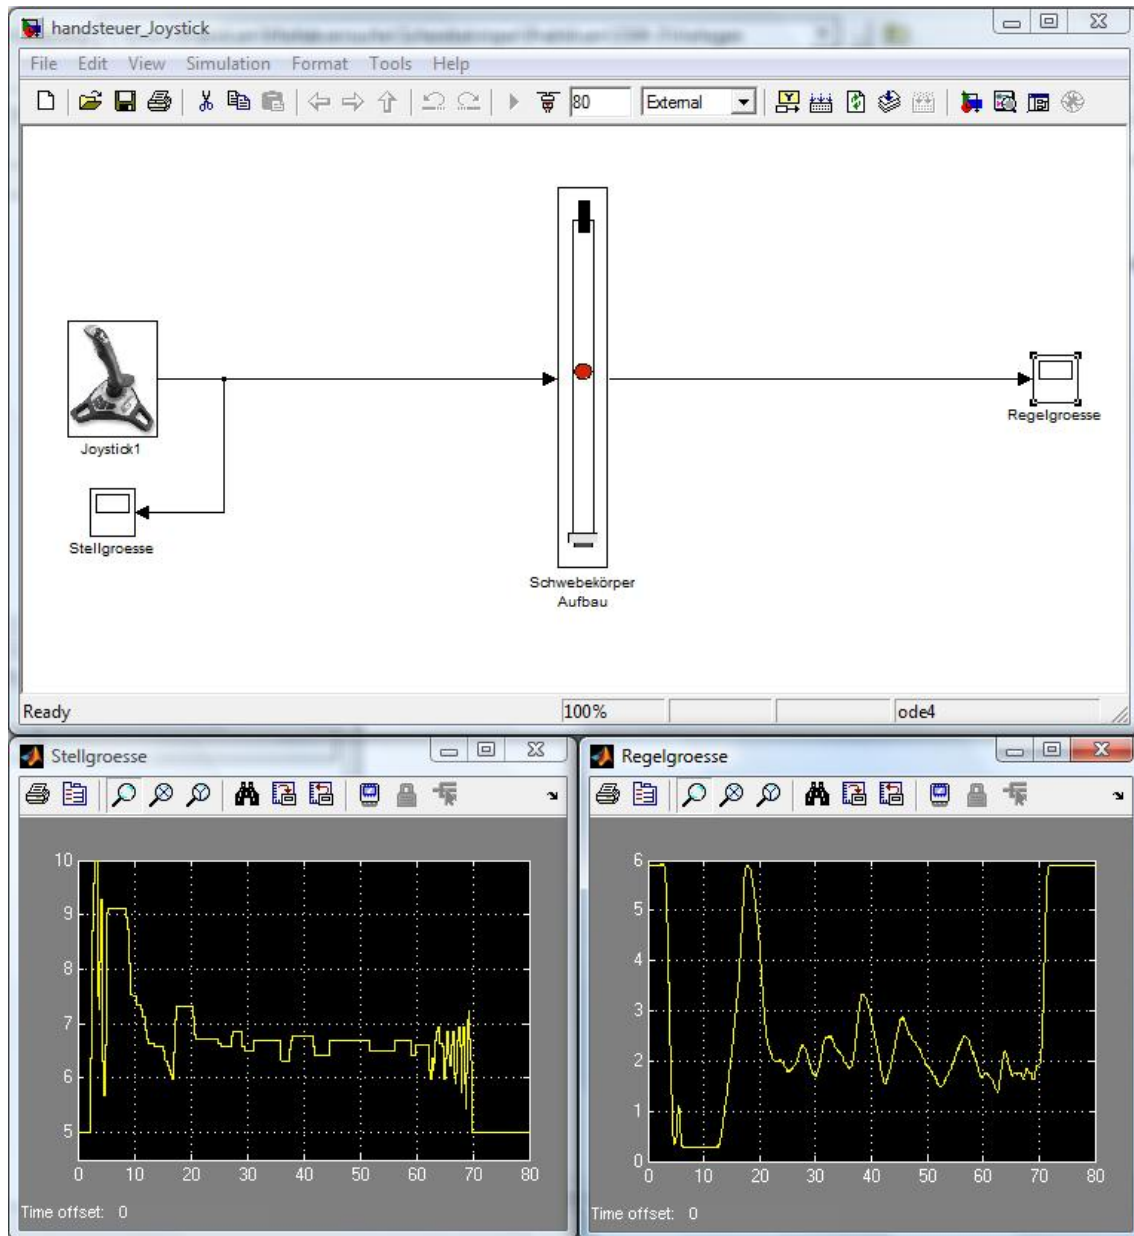 handsteuer_Joystick
File Edit View Simulation Format Tools Help
80 External
Joystick1
Stellgroesse
Schwebekörper
Aufbau
Regelgroesse
Ready 100% ode4
Stellgroesse
10
9
8
7
6
5
0 10 20 30 40 50 60 70 80
Time offset: 0
Regelgroesse
6
5
4
3
2
1
0
0 10 20 30 40 50 60 70 80
Time offset: 0